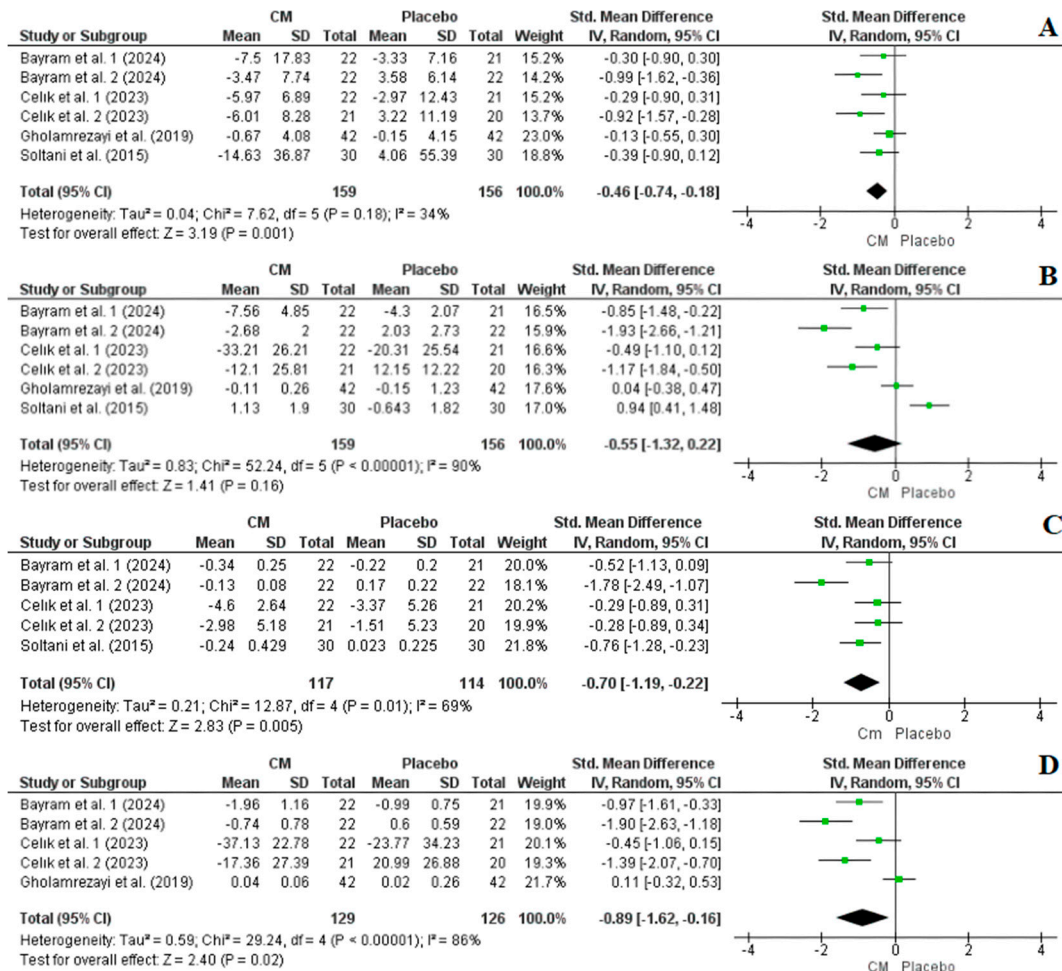 CM Placebo Std. Mean Difference Std. Mean Difference A
Study or Subgroup Mean SD Total Mean SD Total Weight IV, Random, 95% CI IV, Random, 95% CI
Bayram et al. 1 (2024) -7.5 17.83 22 -3.33 7.16 21 15.2% -0.30 [-0.90, 0.30]
Bayram et al. 2 (2024) -3.47 7.74 22 3.58 6.14 22 14.2% -0.99 [-1.62, -0.36]
Celık et al. 1 (2023) -5.97 6.89 22 -2.97 12.43 21 15.2% -0.29 [-0.90, 0.31]
Celık et al. 2 (2023) -6.01 8.28 21 3.22 11.19 20 13.7% -0.92 [-1.57, -0.28]
Gholamrezayi et al. (2019) -0.67 4.08 42 -0.15 4.15 42 23.0% -0.13 [-0.55, 0.30]
Soltani et al. (2015) -14.63 36.87 30 4.06 55.39 30 18.8% -0.39 [-0.90, 0.12]
Total (95% CI) 159 156 100.0% -0.46 [-0.74, -0.18]
Heterogeneity: Tau² = 0.04; Chi² = 7.62, df = 5 (P = 0.18); I² = 34%
Test for overall effect: Z = 3.19 (P = 0.001)
-4 -2 0 2 4
CM Placebo
CM Placebo Std. Mean Difference Std. Mean Difference B
Study or Subgroup Mean SD Total Mean SD Total Weight IV, Random, 95% CI IV, Random, 95% CI
Bayram et al. 1 (2024) -7.56 4.85 22 -4.3 2.07 21 16.5% -0.85 [-1.48, -0.22]
Bayram et al. 2 (2024) -2.68 2 22 2.03 2.73 22 15.9% -1.93 [-2.66, -1.21]
Celık et al. 1 (2023) -33.21 26.21 22 -20.31 25.54 21 16.6% -0.49 [-1.10, 0.12]
Celık et al. 2 (2023) -12.1 25.81 21 12.15 12.22 20 16.3% -1.17 [-1.84, -0.50]
Gholamrezayi et al. (2019) -0.11 0.26 42 -0.15 1.23 42 17.6% 0.04 [-0.38, 0.47]
Soltani et al. (2015) 1.13 1.9 30 -0.643 1.82 30 17.0% 0.94 [0.41, 1.48]
Total (95% CI) 159 156 100.0% -0.55 [-1.32, 0.22]
Heterogeneity: Tau² = 0.83; Chi² = 52.24, df = 5 (P < 0.00001); I² = 90%
Test for overall effect: Z = 1.41 (P = 0.16)
-4 -2 0 2 4
CM Placebo
CM Placebo Std. Mean Difference Std. Mean Difference C
Study or Subgroup Mean SD Total Mean SD Total Weight IV, Random, 95% CI IV, Random, 95% CI
Bayram et al. 1 (2024) -0.34 0.25 22 -0.22 0.2 21 20.0% -0.52 [-1.13, 0.09]
Bayram et al. 2 (2024) -0.13 0.08 22 0.17 0.22 22 18.1% -1.78 [-2.49, -1.07]
Celık et al. 1 (2023) -4.6 2.64 22 -3.37 5.26 21 20.2% -0.29 [-0.89, 0.31]
Celık et al. 2 (2023) -2.98 5.18 21 -1.51 5.23 20 19.9% -0.28 [-0.89, 0.34]
Soltani et al. (2015) -0.24 0.429 30 0.023 0.225 30 21.8% -0.76 [-1.28, -0.23]
Total (95% CI) 117 114 100.0% -0.70 [-1.19, -0.22]
Heterogeneity: Tau² = 0.21; Chi² = 12.87, df = 4 (P = 0.01); I² = 69%
Test for overall effect: Z = 2.83 (P = 0.005)
-4 -2 0 2 4
Cm Placebo
CM Placebo Std. Mean Difference Std. Mean Difference D
Study or Subgroup Mean SD Total Mean SD Total Weight IV, Random, 95% CI IV, Random, 95% CI
Bayram et al. 1 (2024) -1.96 1.16 22 -0.99 0.75 21 19.9% -0.97 [-1.61, -0.33]
Bayram et al. 2 (2024) -0.74 0.78 22 0.6 0.59 22 19.0% -1.90 [-2.63, -1.18]
Celık et al. 1 (2023) -37.13 22.78 22 -23.77 34.23 21 20.1% -0.45 [-1.06, 0.15]
Celık et al. 2 (2023) -17.36 27.39 21 20.99 26.88 20 19.3% -1.39 [-2.07, -0.70]
Gholamrezayi et al. (2019) 0.04 0.06 42 0.02 0.26 42 21.7% 0.11 [-0.32, 0.53]
Total (95% CI) 129 126 100.0% -0.89 [-1.62, -0.16]
Heterogeneity: Tau² = 0.59; Chi² = 29.24, df = 4 (P < 0.00001); I² = 86%
Test for overall effect: Z = 2.40 (P = 0.02)
-4 -2 0 2 4
CM Placebo